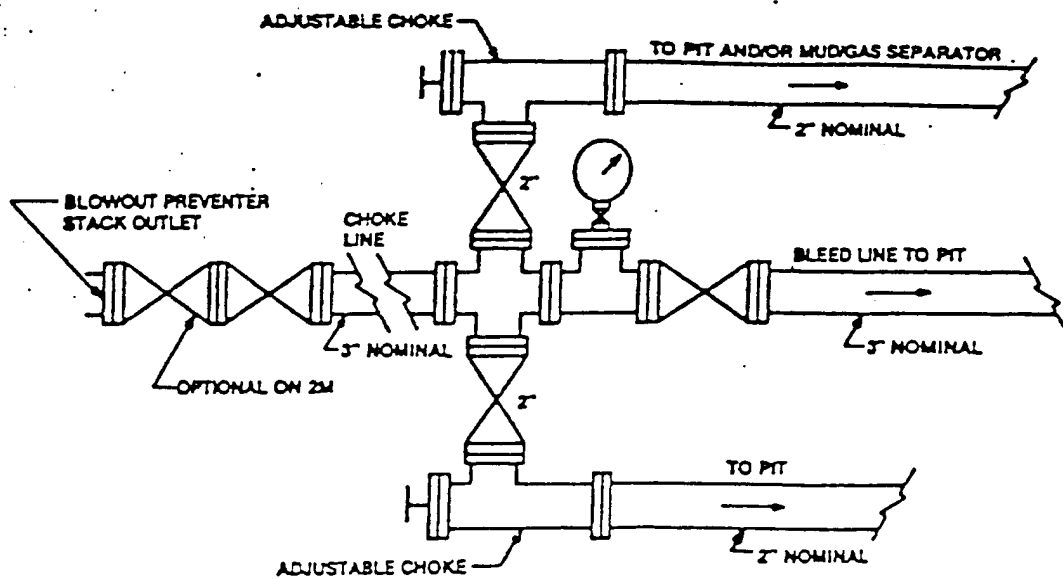 ADJUSTABLE CHOKE
TO PIT AND/OR MUD/GAS SEPARATOR
2" NOMINAL
2"
BLOWOUT PREVENTER
STACK OUTLET
CHOKE
LINE
BLEED LINE TO PIT
3" NOMINAL
3" NOMINAL
OPTIONAL ON 2M
2"
TO PIT
2" NOMINAL
ADJUSTABLE CHOKE